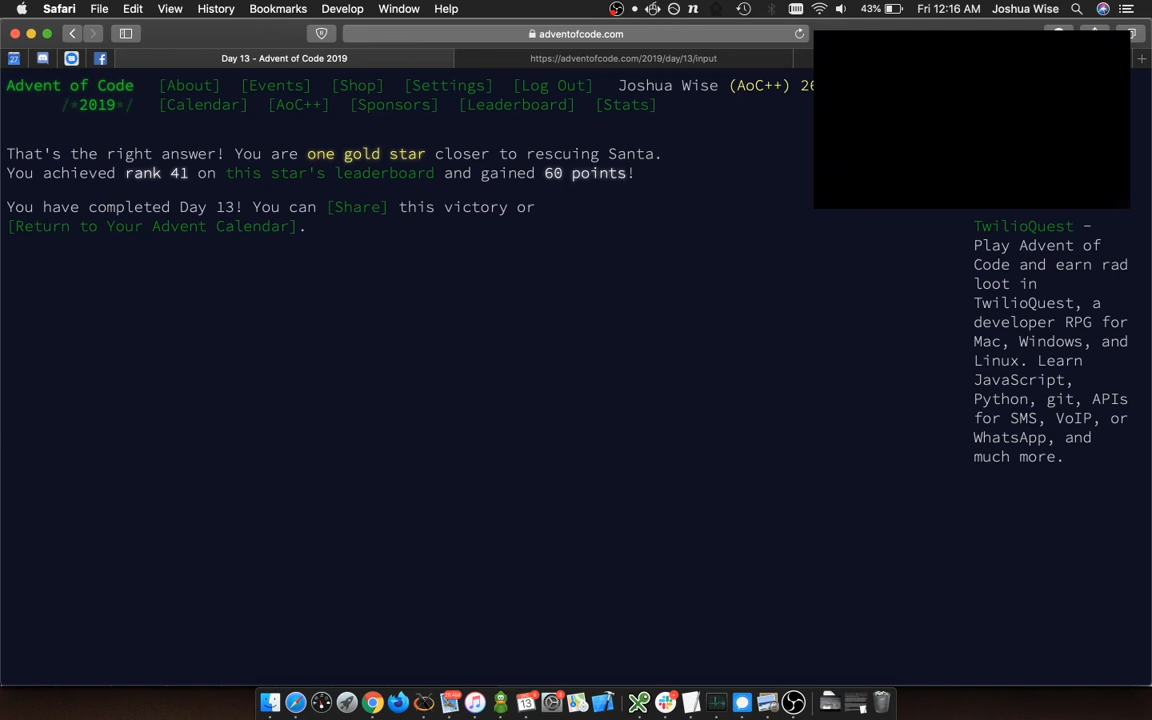 Safari File Edit View History Bookmarks Develop Window Help 43% Fri 12:16 AM Joshua Wise
adventofcode.com
27 Day 13 - Advent of Code 2019 https://adventofcode.com/2019/day/13/input
Advent of Code [About] [Events] [Shop] [Settings] [Log Out] Joshua Wise (AoC++) 26
/*2019*/ [Calendar] [AoC++] [Sponsors] [Leaderboard] [Stats]
That's the right answer! You are one gold star closer to rescuing Santa.
You achieved rank 41 on this star's leaderboard and gained 60 points!
You have completed Day 13! You can [Share] this victory or
[Return to Your Advent Calendar].
TwilioQuest -
Play Advent of
Code and earn rad
loot in
TwilioQuest, a
developer RPG for
Mac, Windows, and
Linux. Learn
JavaScript,
Python, git, APIs
for SMS, VoIP, or
WhatsApp, and
much more.
13